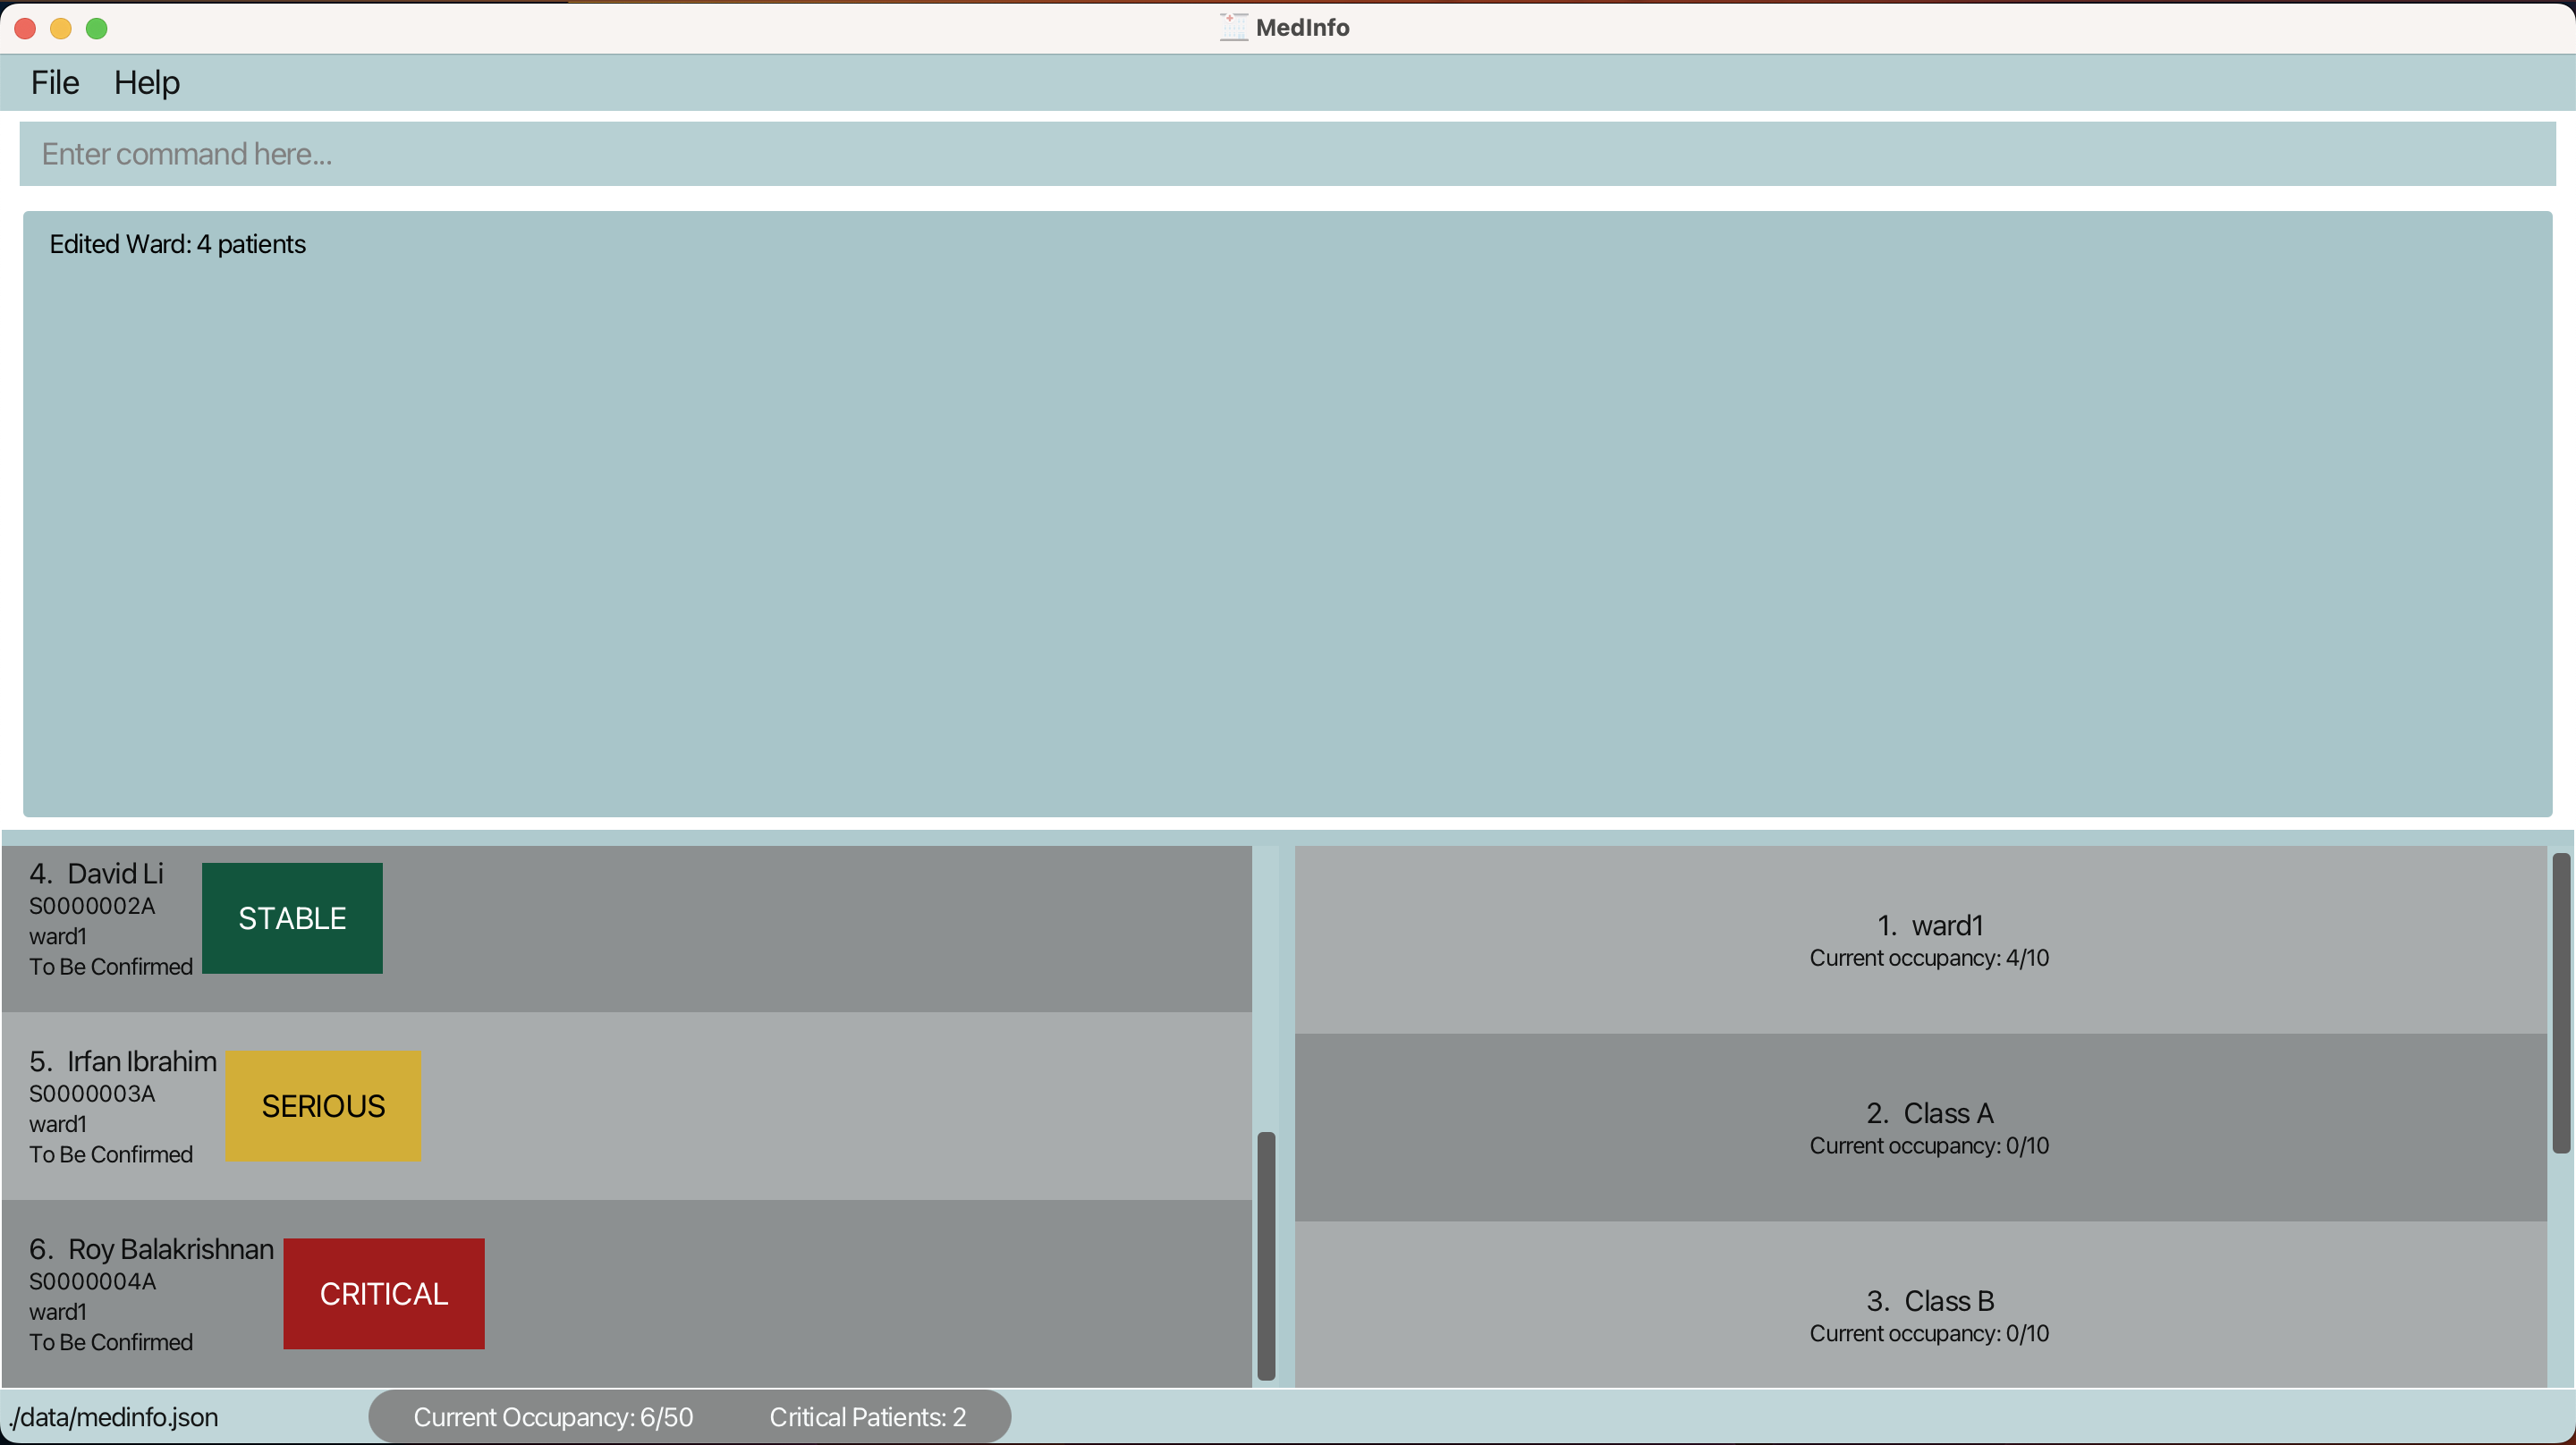 MedInfo
File Help
Enter command here...
Edited Ward: 4 patients
4. David Li
S0000002A
ward1
To Be Confirmed
STABLE
5. Irfan Ibrahim
S0000003A
ward1
To Be Confirmed
SERIOUS
6. Roy Balakrishnan
S0000004A
ward1
To Be Confirmed
CRITICAL
1. ward1
Current occupancy: 4/10
2. Class A
Current occupancy: 0/10
3. Class B
Current occupancy: 0/10
./data/medinfo.json
Current Occupancy: 6/50 Critical Patients: 2